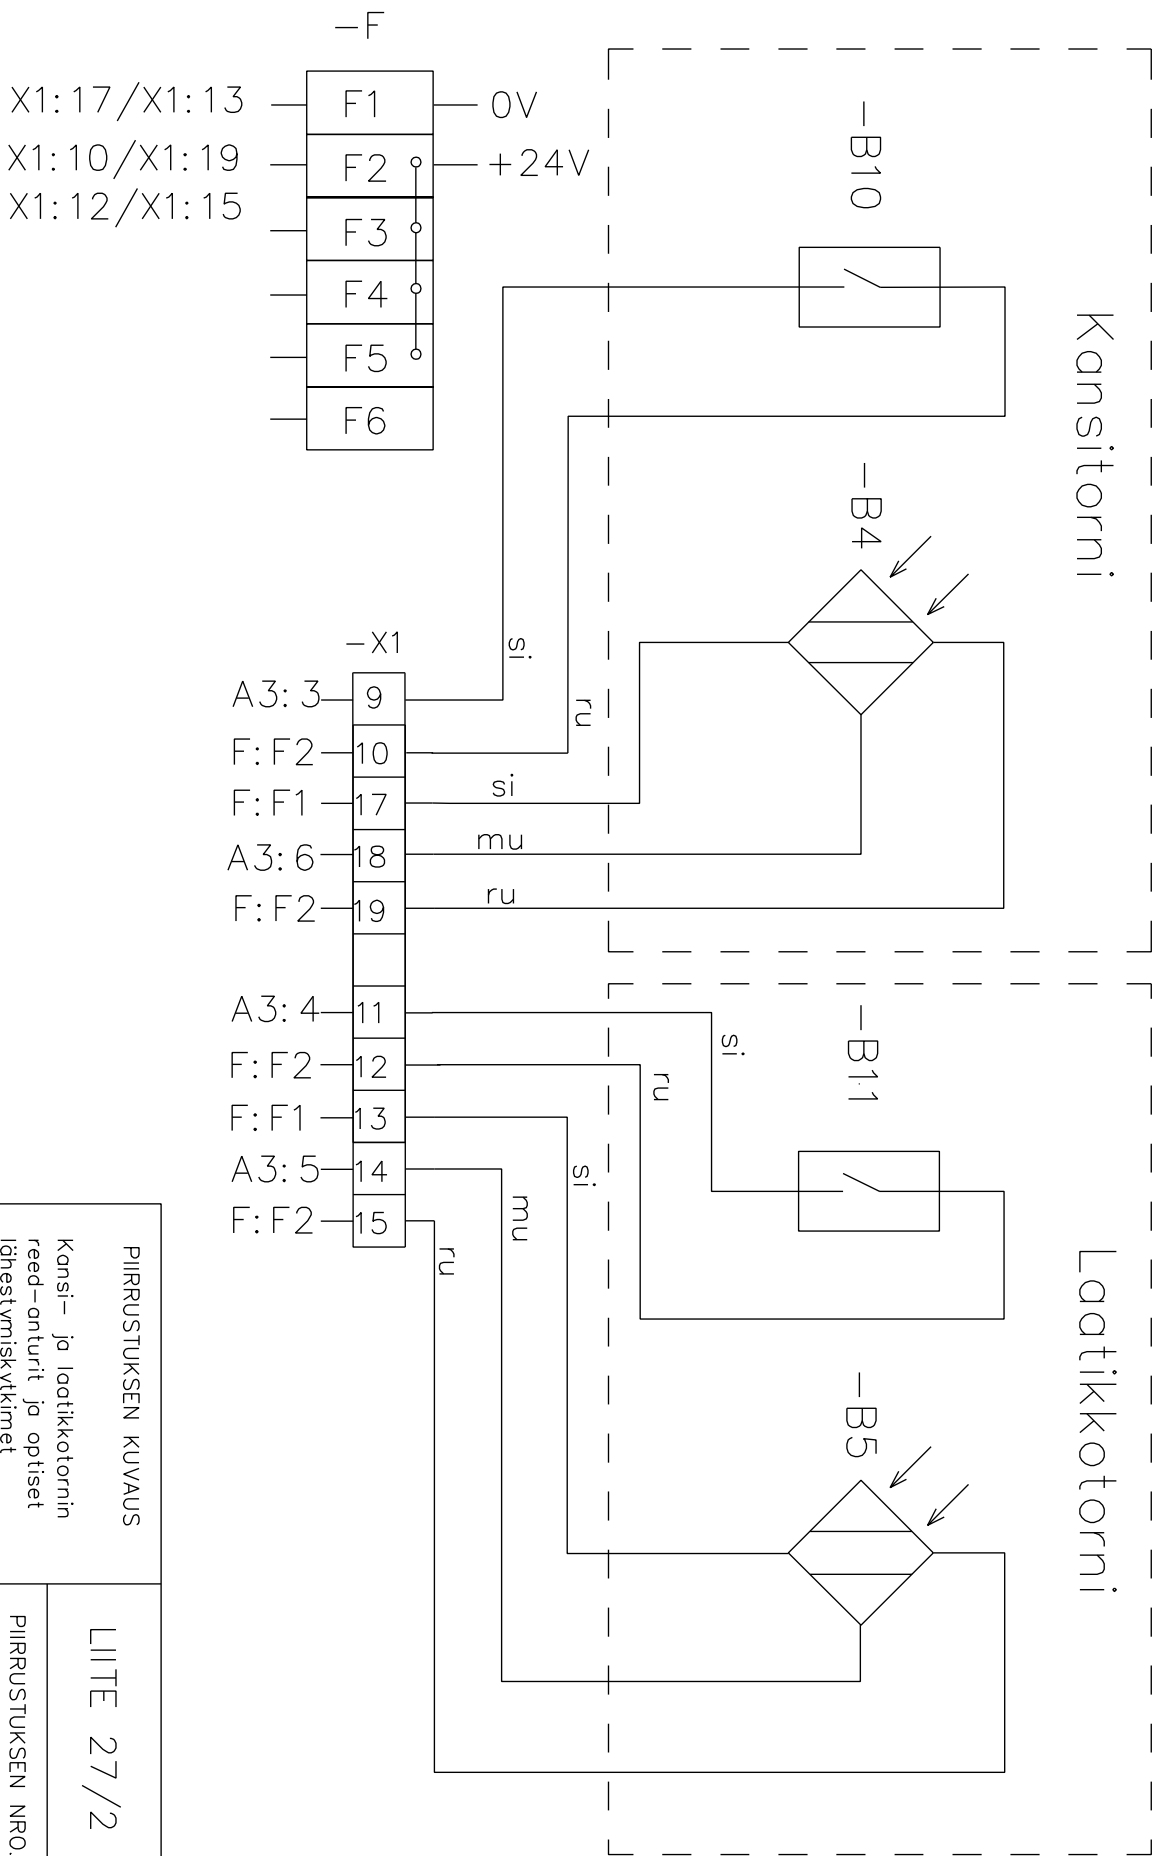 -F
X1:17/X1:13
F1
0V
X1:10/X1:19
F2
+24V
X1:12/X1:15
F3
F4
F5
F6
Kansitorni
-B10
-B4
-X1
A3:3
9
si
F:F2
10
ru
F:F1
17
si
A3:6
18
mu
F:F2
19
ru
Laatikkotorni
-B11
-B5
A3:4
11
si
F:F2
12
ru
F:F1
13
si
A3:5
14
mu
F:F2
15
ru
PIIRRUSTUKSEN KUVAUS
Kansi- ja laatikkotornin
reed-anturit ja optiset
lähestymiskytkimet
LIITE 27/2
PIIRRUSTUKSEN NRO.